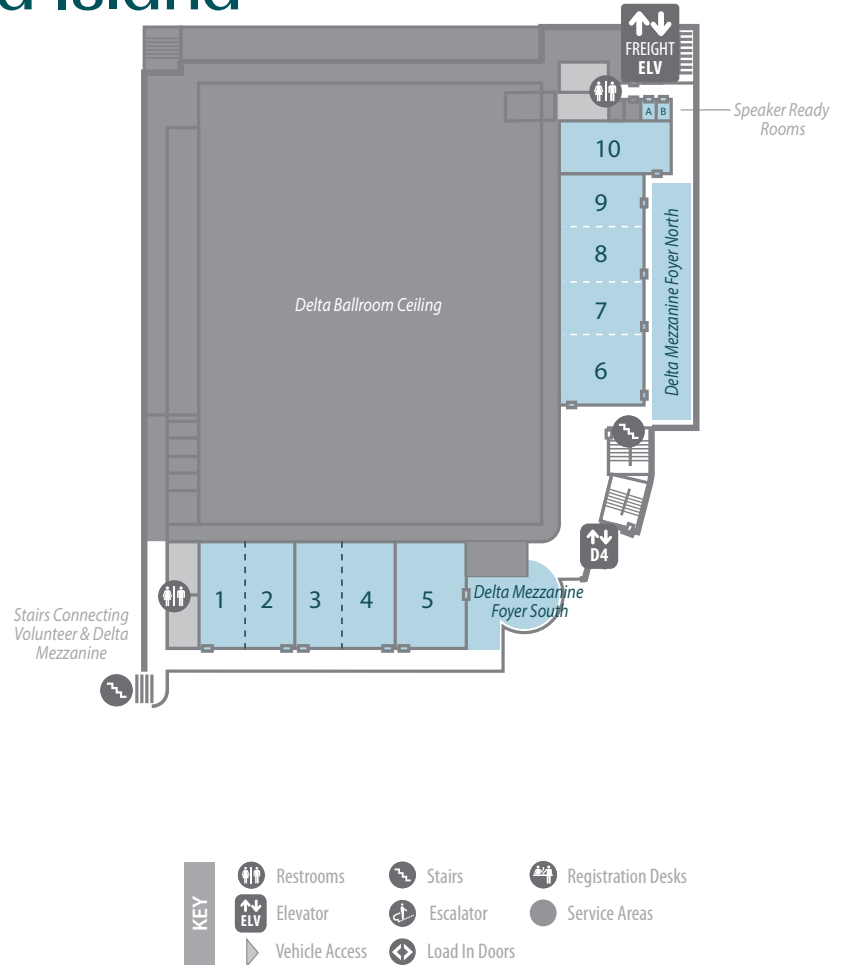 FREIGHT
ELV
Speaker Ready
Rooms
A
B
10
9
8
7
6
Delta Mezzanine Foyer North
Delta Ballroom Ceiling
D4
1
2
3
4
5
Delta Mezzanine
Foyer South
Stairs Connecting
Volunteer & Delta
Mezzanine
KEY
Restrooms
Stairs
Registration Desks
ELV
Elevator
Escalator
Service Areas
Vehicle Access
Load In Doors